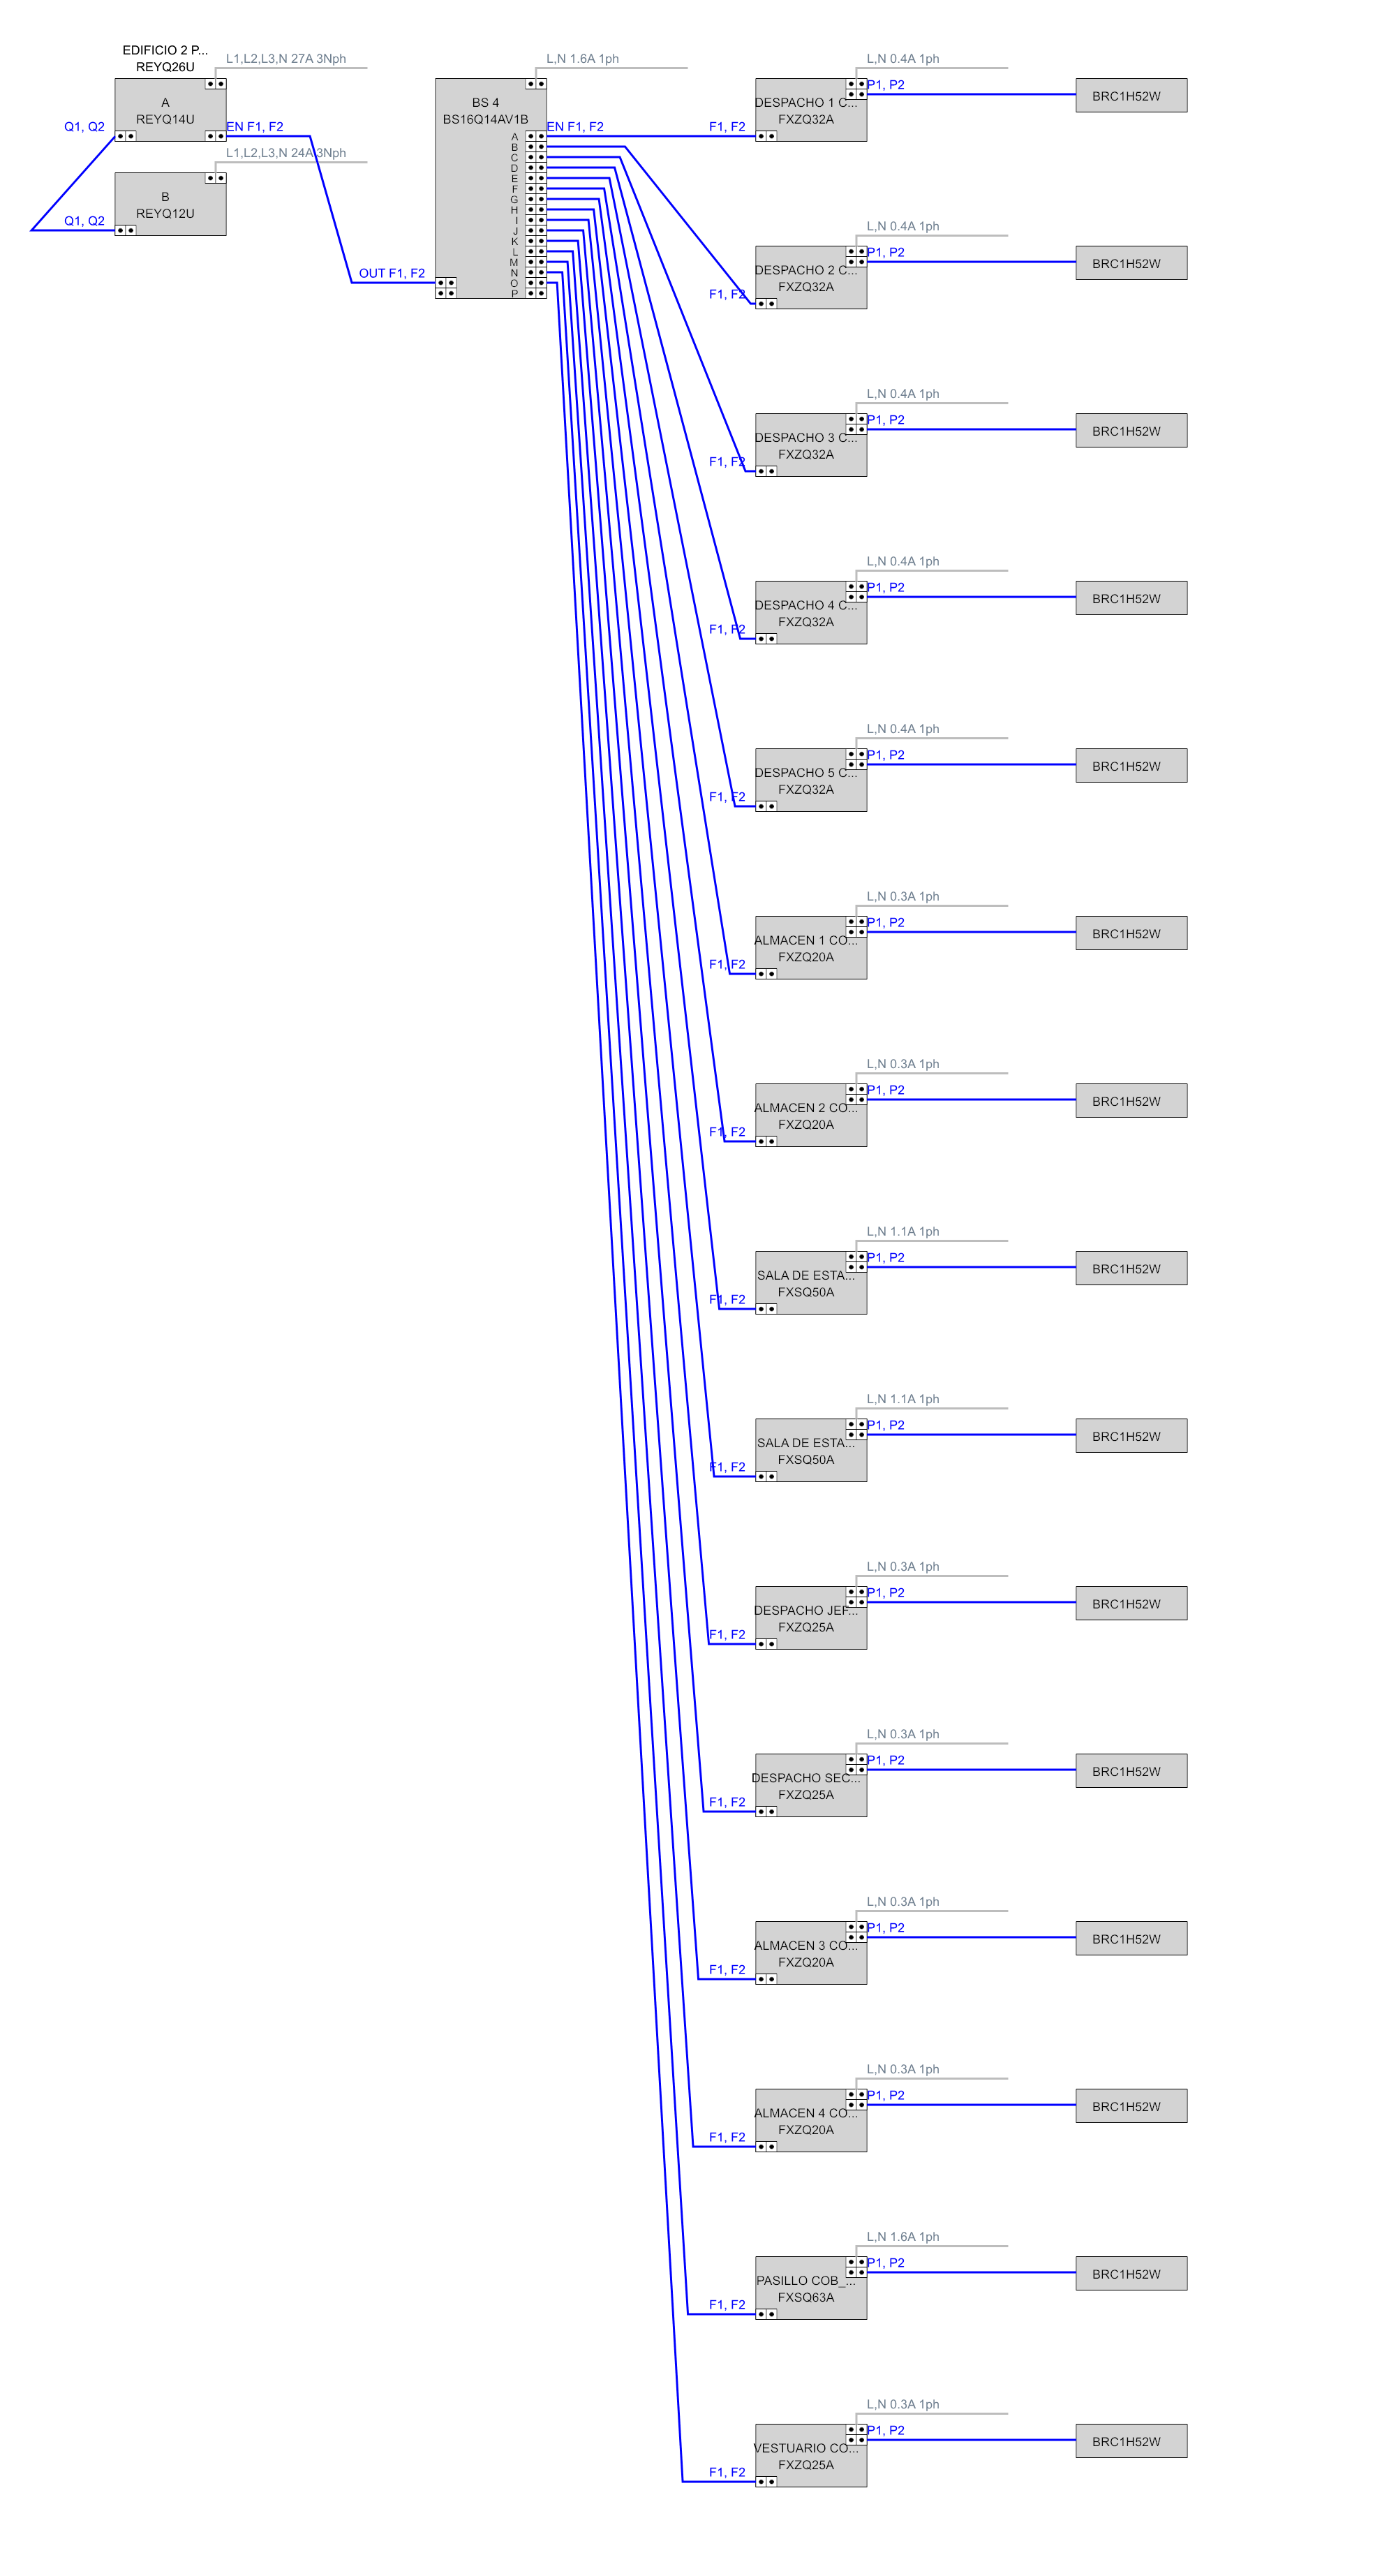 EDIFICIO 2 P...
REYQ26U
L1,L2,L3,N 27A 3Nph
A
REYQ14U
Q1, Q2
EN F1, F2
L1,L2,L3,N 24A 3Nph
B
REYQ12U
Q1, Q2
L,N 1.6A 1ph
BS 4
BS16Q14AV1B
EN F1, F2
A
B
C
D
E
F
G
H
I
J
K
L
M
N
O
P
OUT F1, F2
L,N 0.4A 1ph
P1, P2
DESPACHO 1 C...
FXZQ32A
F1, F2
BRC1H52W
L,N 0.4A 1ph
P1, P2
DESPACHO 2 C...
FXZQ32A
F1, F2
BRC1H52W
L,N 0.4A 1ph
P1, P2
DESPACHO 3 C...
FXZQ32A
F1, F2
BRC1H52W
L,N 0.4A 1ph
P1, P2
DESPACHO 4 C...
FXZQ32A
F1, F2
BRC1H52W
L,N 0.4A 1ph
P1, P2
DESPACHO 5 C...
FXZQ32A
F1, F2
BRC1H52W
L,N 0.3A 1ph
P1, P2
ALMACEN 1 CO...
FXZQ20A
F1, F2
BRC1H52W
L,N 0.3A 1ph
P1, P2
ALMACEN 2 CO...
FXZQ20A
F1, F2
BRC1H52W
L,N 1.1A 1ph
P1, P2
SALA DE ESTA...
FXSQ50A
F1, F2
BRC1H52W
L,N 1.1A 1ph
P1, P2
SALA DE ESTA...
FXSQ50A
F1, F2
BRC1H52W
L,N 0.3A 1ph
P1, P2
DESPACHO JEF...
FXZQ25A
F1, F2
BRC1H52W
L,N 0.3A 1ph
P1, P2
DESPACHO SEC...
FXZQ25A
F1, F2
BRC1H52W
L,N 0.3A 1ph
P1, P2
ALMACEN 3 CO...
FXZQ20A
F1, F2
BRC1H52W
L,N 0.3A 1ph
P1, P2
ALMACEN 4 CO...
FXZQ20A
F1, F2
BRC1H52W
L,N 1.6A 1ph
P1, P2
PASILLO COB_...
FXSQ63A
F1, F2
BRC1H52W
L,N 0.3A 1ph
P1, P2
VESTUARIO CO...
FXZQ25A
F1, F2
BRC1H52W